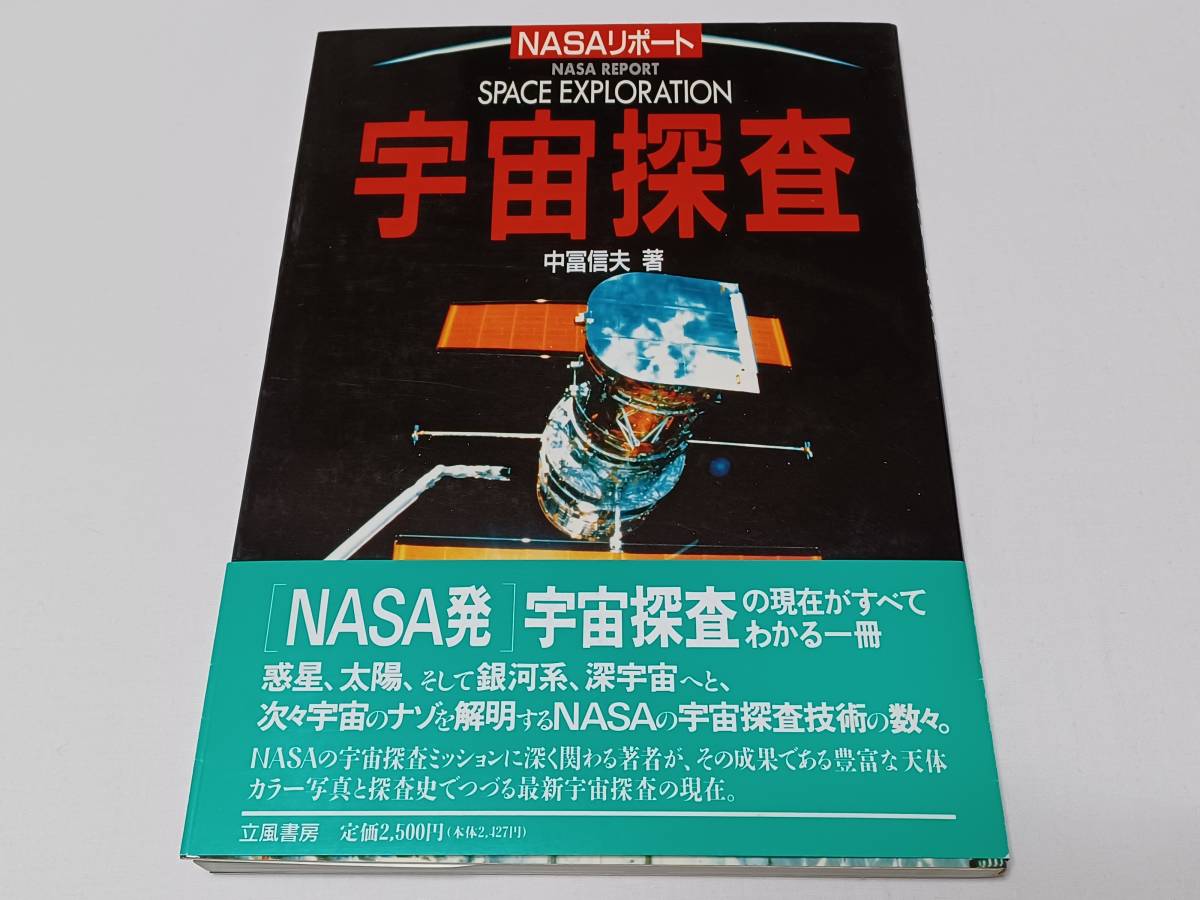 NASAリポート
NASA REPORT
SPACE EXPLORATION
宇宙探査
中冨信夫 著
[NASA発]宇宙探査の現在がすべて
わかる一冊
惑星、太陽、そして銀河系、深宇宙へと、
次々宇宙のナゾを解明するNASAの宇宙探査技術の数々。
NASAの宇宙探査ミッションに深く関わる著者が、その成果である豊富な天体
カラー写真と探査史でつづる最新宇宙探査の現在。
立風書房 定価2,500円(本体2,427円)